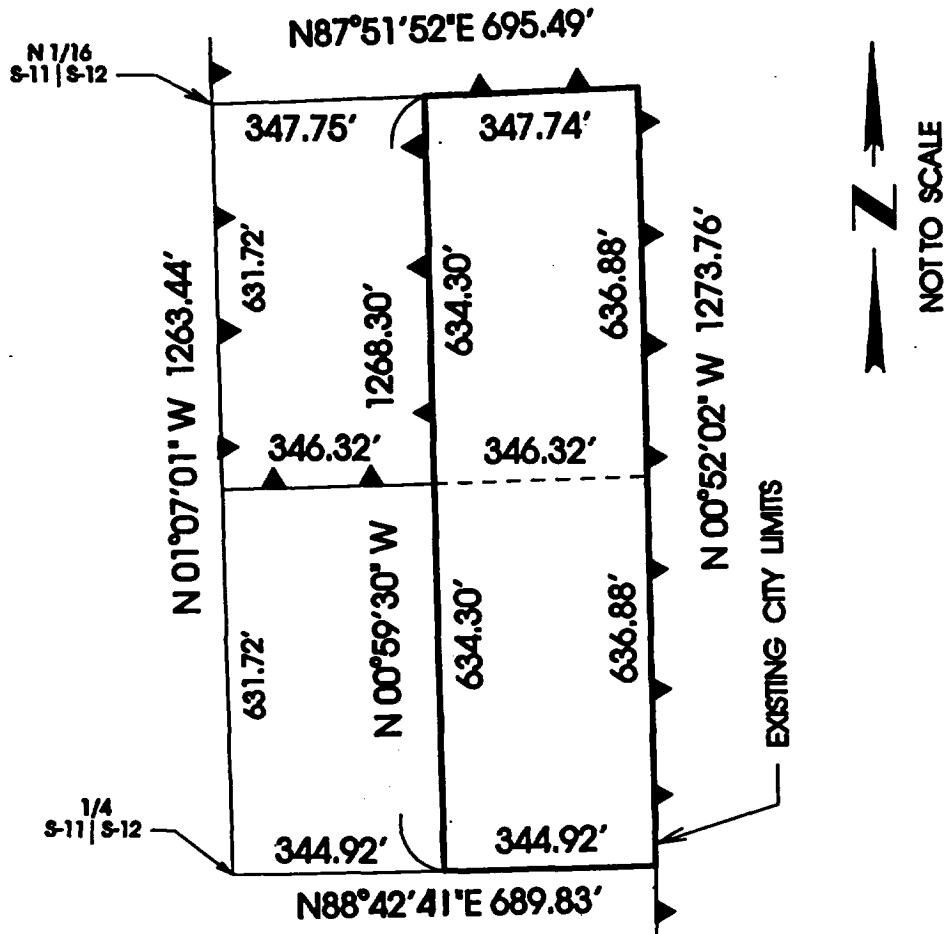 N87°51'52"E 695.49'
N 1/16
S-11 | S-12
347.75'
347.74'
N 01°07'01" W 1263.44'
631.72'
1268.30'
634.30'
636.88'
N 00°52'02" W 1273.76'
Z
NOT TO SCALE
346.32'
346.32'
N 00°59'30" W
631.72'
634.30'
636.88'
EXISTING CITY LIMITS
1/4
S-11 | S-12
344.92'
344.92'
N88°42'41"E 689.83'